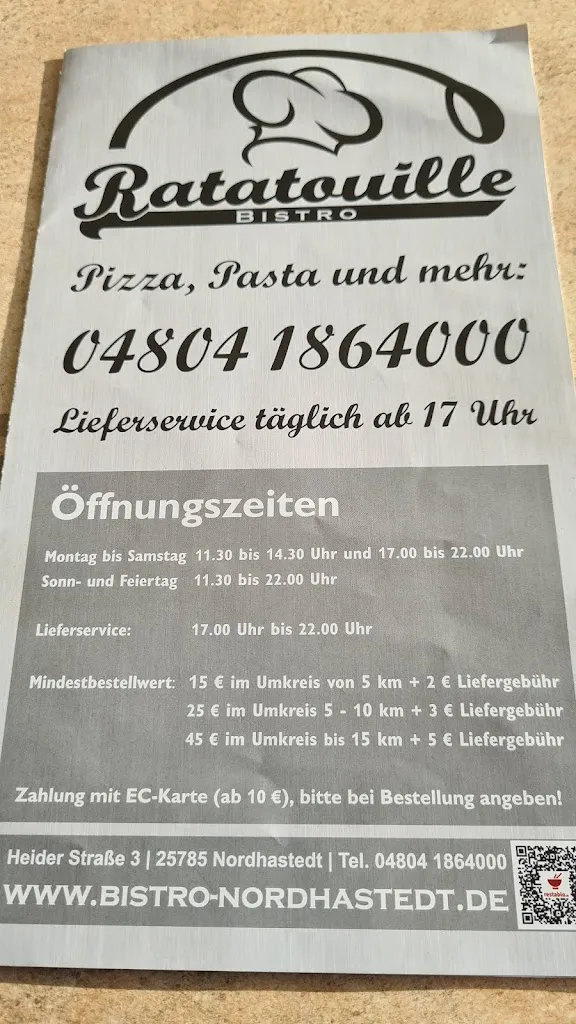 Ratatouille
BISTRO
Pizza, Pasta und mehr:
04804 1864000
Lieferservice täglich ab 17 Uhr
Öffnungszeiten
Montag bis Samstag 11.30 bis 14.30 Uhr und 17.00 bis 22.00 Uhr
Sonn- und Feiertag 11.30 bis 22.00 Uhr
Lieferservice: 17.00 Uhr bis 22.00 Uhr
Mindestbestellwert: 15 € im Umkreis von 5 km + 2 € Liefergebühr
25 € im Umkreis 5 - 10 km + 3 € Liefergebühr
45 € im Umkreis bis 15 km + 5 € Liefergebühr
Zahlung mit EC-Karte (ab 10 €), bitte bei Bestellung angeben!
Heider Straße 3 | 25785 Nordhastedt | Tel. 04804 1864000
WWW.BISTRO-NORDHASTEDT.DE